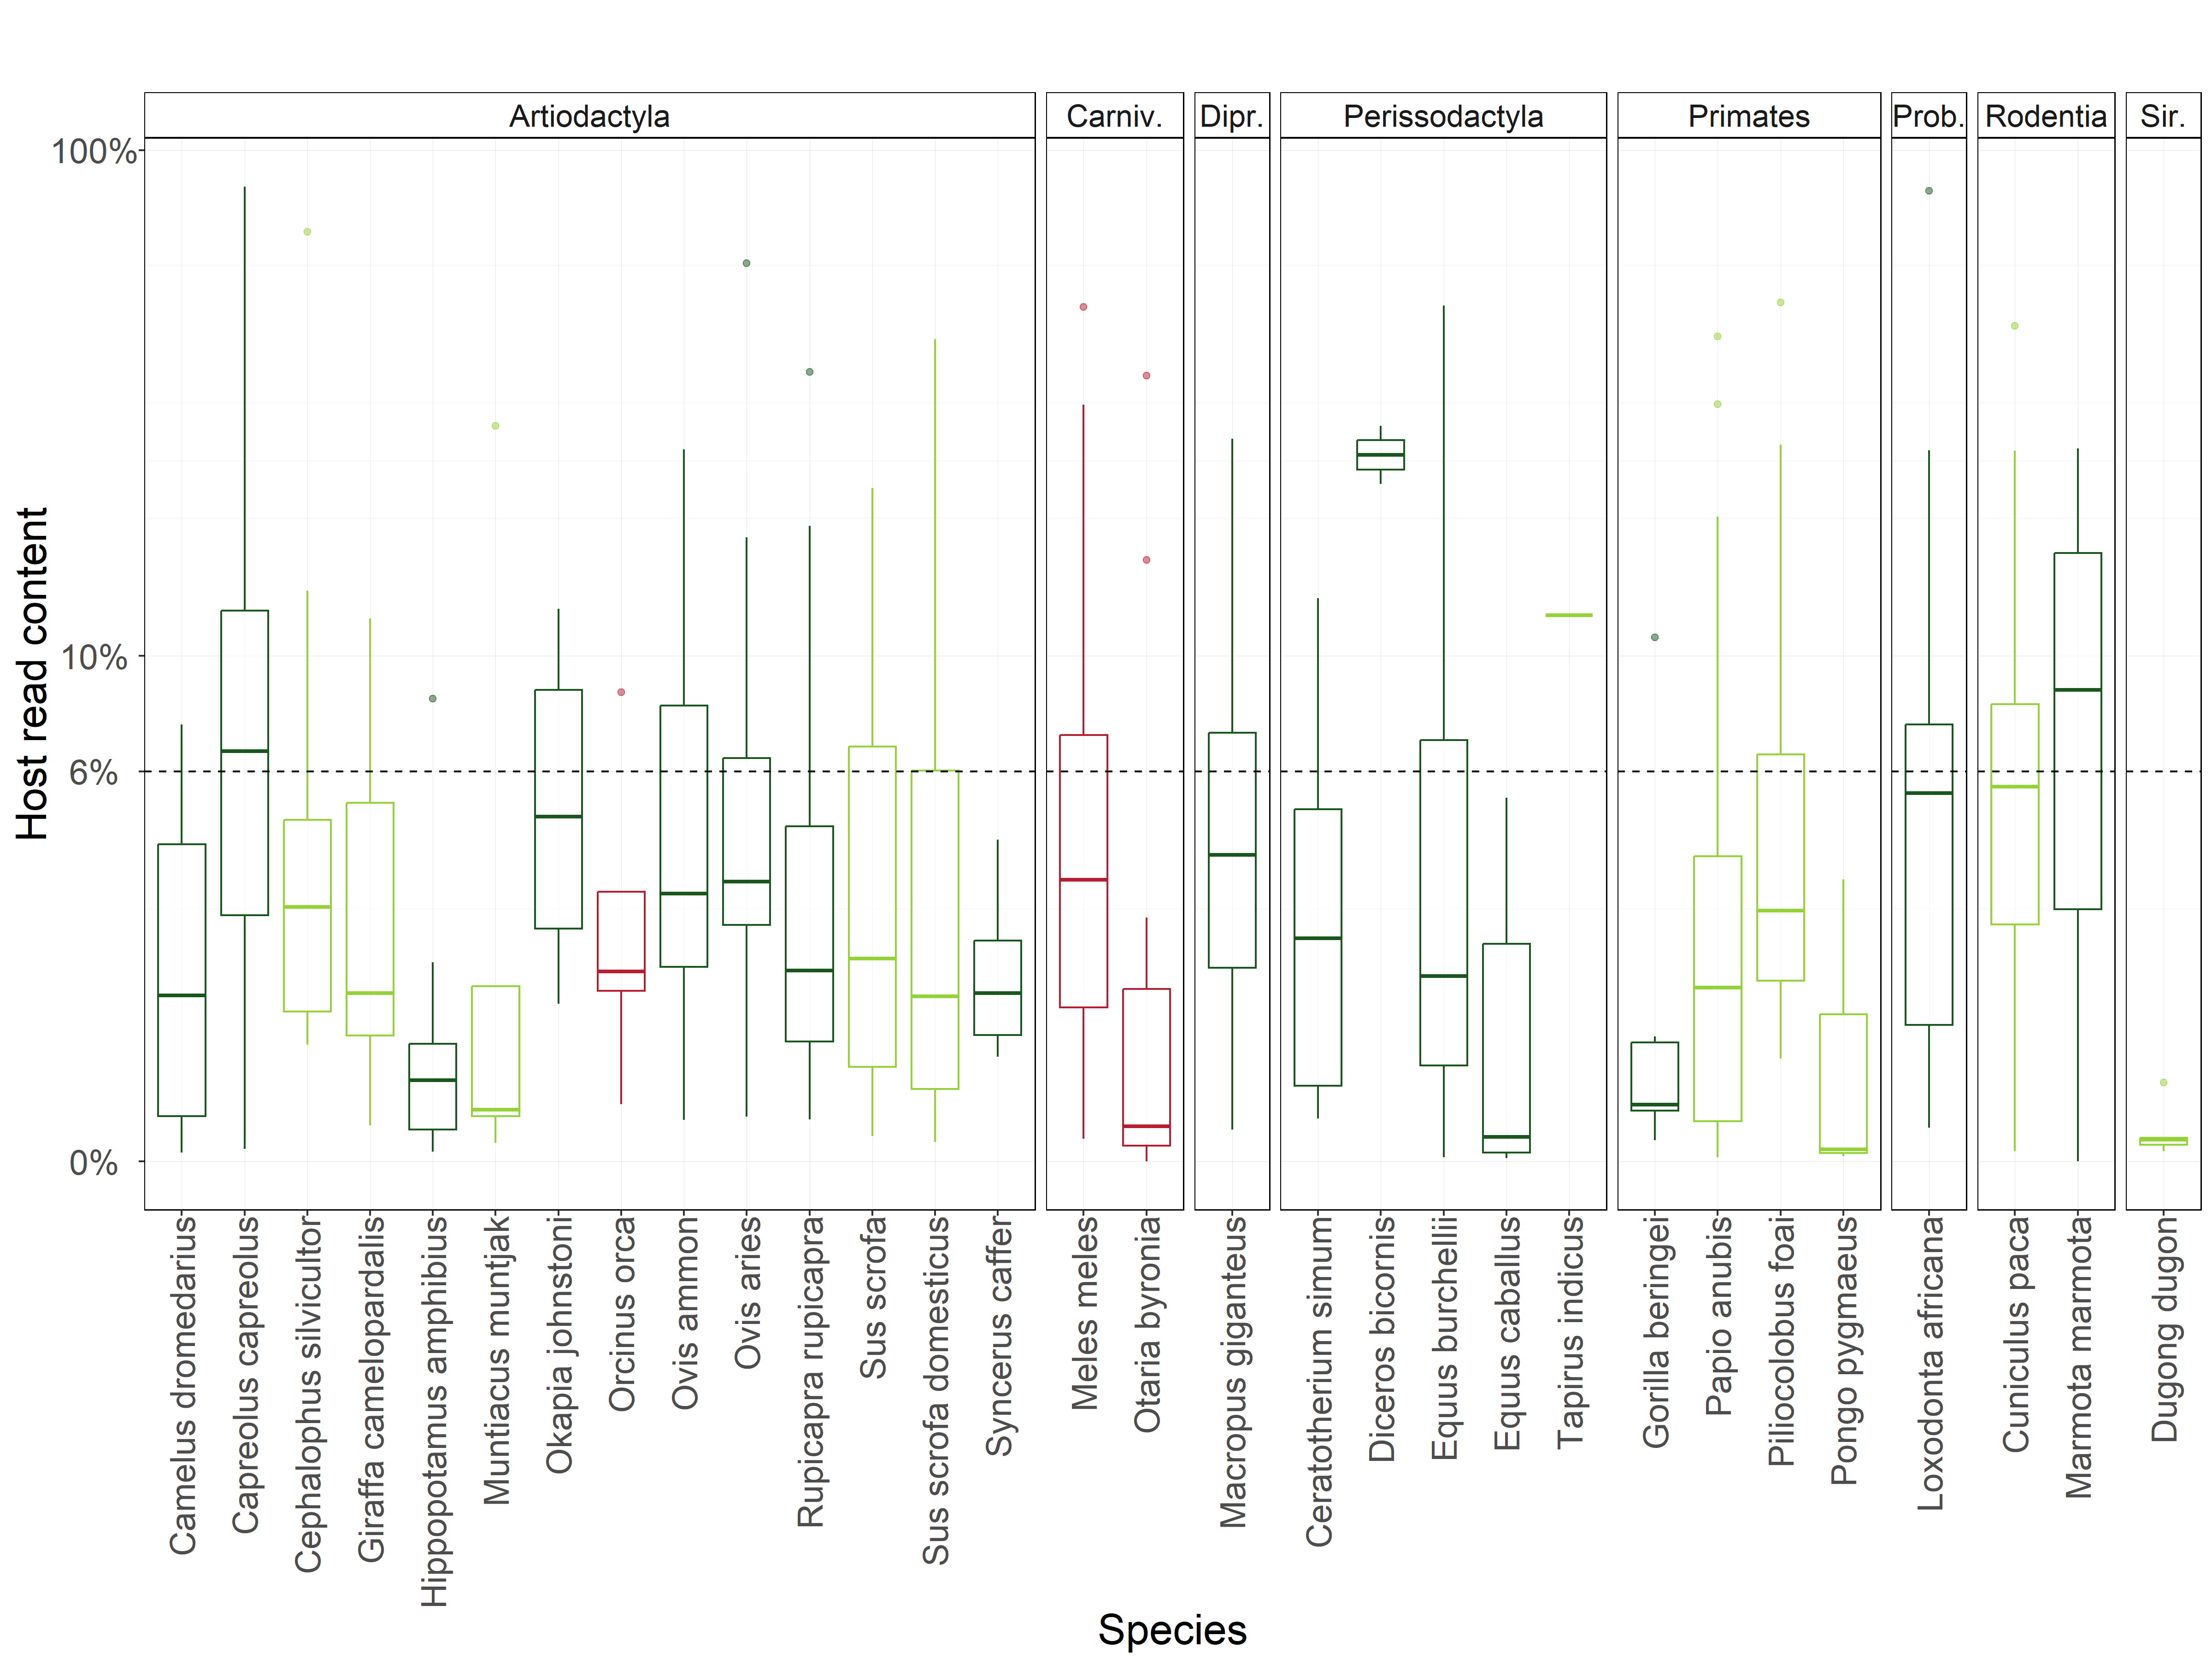 Artiodactyla
Carniv.
Dipr.
Perissodactyla
Primates
Prob.
Rodentia
Sir.
Host read content
100%
10%
6%
0%
Camelus dromedarius
Capreolus capreolus
Cephalophus silvicultor
Giraffa camelopardalis
Hippopotamus amphibius
Muntiacus muntjak
Okapia johnstoni
Orcinus orca
Ovis ammon
Ovis aries
Rupicapra rupicapra
Sus scrofa
Sus scrofa domesticus
Syncerus caffer
Meles meles
Otaria byronia
Macropus giganteus
Ceratotherium simum
Diceros bicornis
Equus burchellii
Equus caballus
Tapirus indicus
Gorilla beringei
Papio anubis
Piliocolobus foai
Pongo pygmaeus
Loxodonta africana
Cuniculus paca
Marmota marmota
Dugong dugon
Species